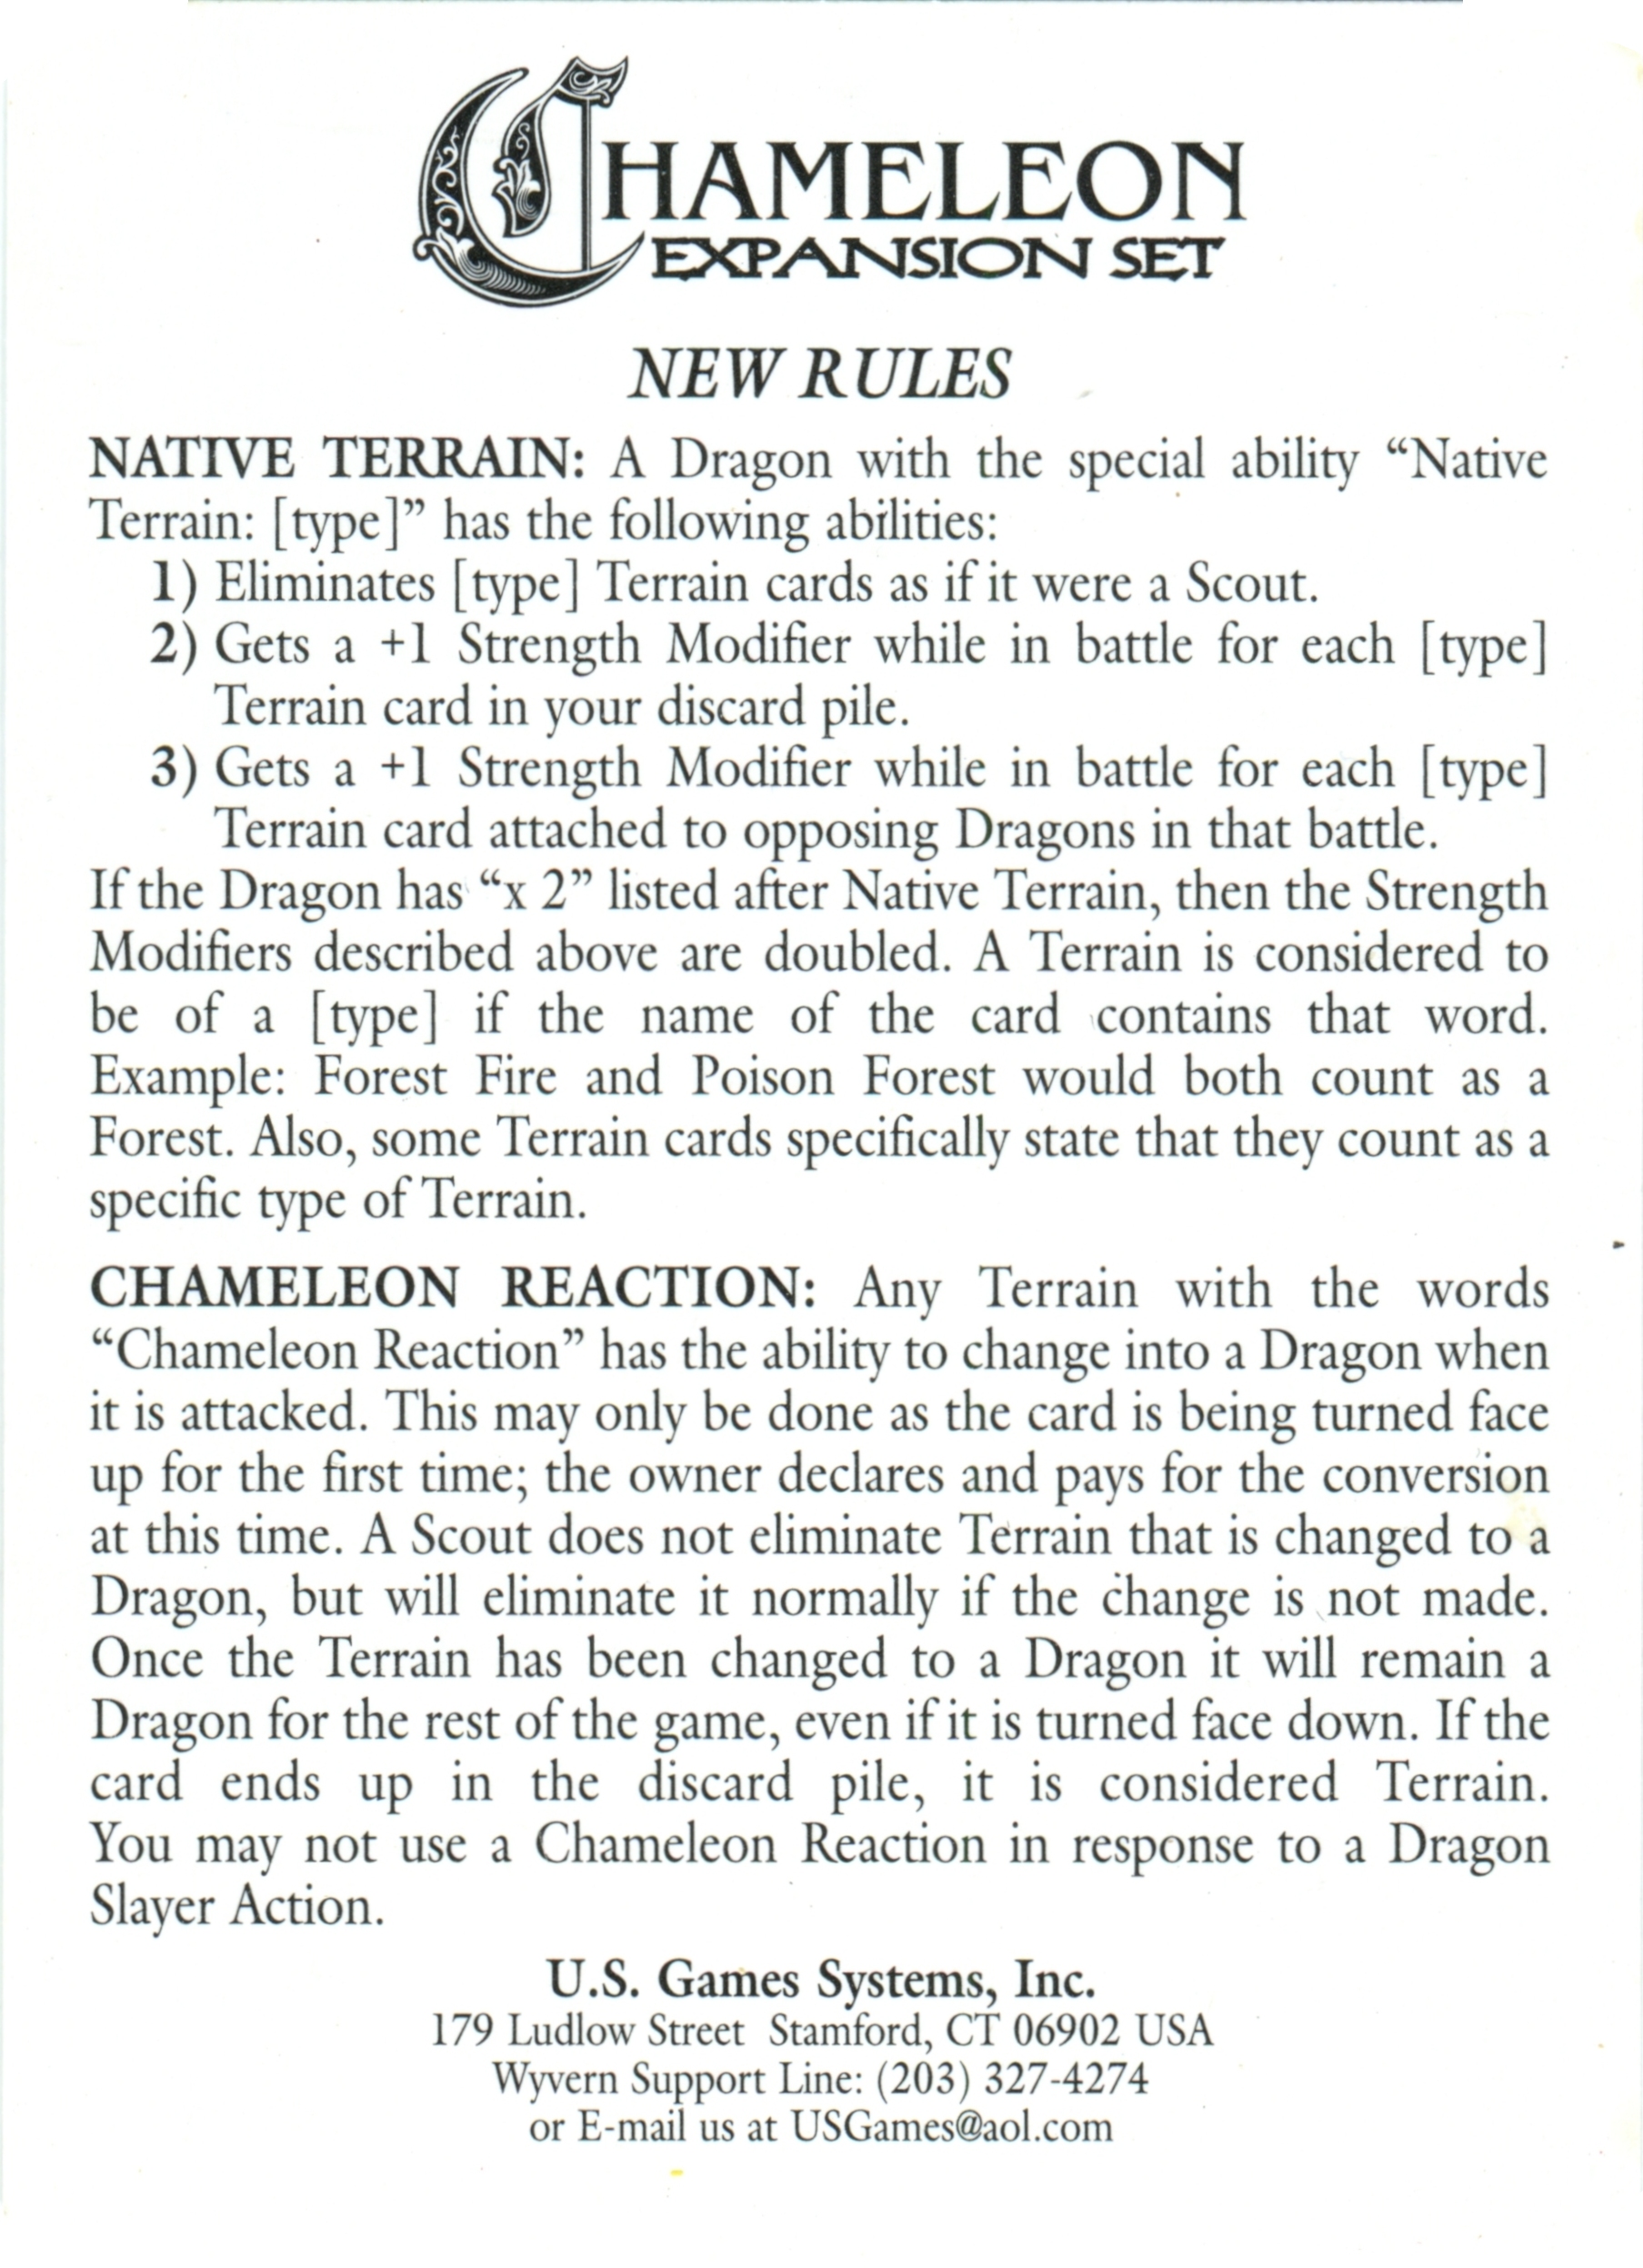 CHAMELEON
EXPANSION SET
NEW RULES
NATIVE TERRAIN: A Dragon with the special ability “Native
Terrain: [type]” has the following abilities:
1) Eliminates [type] Terrain cards as if it were a Scout.
2) Gets a +1 Strength Modifier while in battle for each [type]
Terrain card in your discard pile.
3) Gets a +1 Strength Modifier while in battle for each [type]
Terrain card attached to opposing Dragons in that battle.
If the Dragon has “x 2” listed after Native Terrain, then the Strength
Modifiers described above are doubled. A Terrain is considered to
be of a [type] if the name of the card contains that word.
Example: Forest Fire and Poison Forest would both count as a
Forest. Also, some Terrain cards specifically state that they count as a
specific type of Terrain.
CHAMELEON REACTION: Any Terrain with the words
“Chameleon Reaction” has the ability to change into a Dragon when
it is attacked. This may only be done as the card is being turned face
up for the first time; the owner declares and pays for the conversion
at this time. A Scout does not eliminate Terrain that is changed to a
Dragon, but will eliminate it normally if the change is not made.
Once the Terrain has been changed to a Dragon it will remain a
Dragon for the rest of the game, even if it is turned face down. If the
card ends up in the discard pile, it is considered Terrain.
You may not use a Chameleon Reaction in response to a Dragon
Slayer Action.
U.S. Games Systems, Inc.
179 Ludlow Street Stamford, CT 06902 USA
Wyvern Support Line: (203) 327-4274
or E-mail us at USGames@aol.com